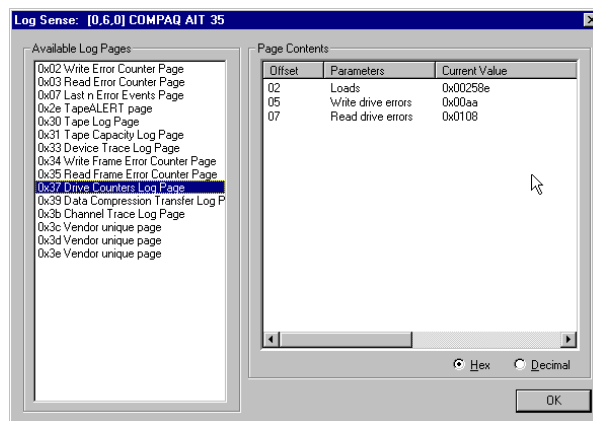 Log Sense: [0,6,0] COMPAQ AIT 35
Available Log Pages
0x02 Write Error Counter Page
0x03 Read Error Counter Page
0x07 Last n Error Events Page
0x2e TapeALERT page
0x30 Tape Log Page
0x31 Tape Capacity Log Page
0x33 Device Trace Log Page
0x34 Write Frame Error Counter Page
0x35 Read Frame Error Counter Page
0x37 Drive Counters Log Page
0x39 Data Compression Transfer Log P
0x3b Channel Trace Log Page
0x3c Vendor unique page
0x3d Vendor unique page
0x3e Vendor unique page
Page Contents
Offset Parameters Current Value
02 Loads 0x00258e
05 Write drive errors 0x00aa
07 Read drive errors 0x0108
Hex Decimal
OK